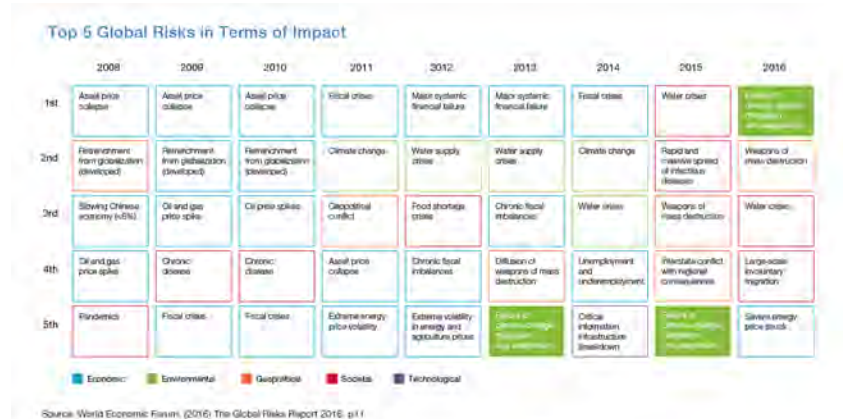 Top 5 Global Risks in Terms of Impact
2008 2009 2010 2011 2012 2013 2014 2015 2016
1st
Asset price
collapse
Asset price
collapse
Asset price
collapse
Fiscal crises
Major systemic
financial failure
Major systemic
financial failure
Fiscal crises
Water crises
2nd
Retrenchment
from globalization
(developed)
Retrenchment
from globalization
(developed)
Retrenchment
from globalization
(developed)
Climate change
Water supply
crises
Water supply
crises
Climate change
Rapid and
massive spread
of infectious
diseases
Weapons of
mass destruction
3rd
Slowing Chinese
economy (<6%)
Oil and gas
price spike
Oil price spikes
Geopolitical
conflict
Food shortage
crises
Chronic fiscal
imbalances
Water crises
Weapons of
mass destruction
Water crises
4th
Oil and gas
price spike
Chronic
disease
Chronic
disease
Asset price
collapse
Chronic fiscal
imbalances
Diffusion of
weapons of mass
destruction
Unemployment
and
underemployment
Interstate conflict
with regional
consequences
Large-scale
involuntary
migration
5th
Pandemics
Fiscal crises
Fiscal crises
Extreme energy
price volatility
Extreme volatility
in energy and
agriculture prices
Critical
information
infrastructure
breakdown
Severe energy
price shock
Economic Environmental Geopolitical Societal Technological
Source: World Economic Forum, (2016) The Global Risks Report 2016, p11